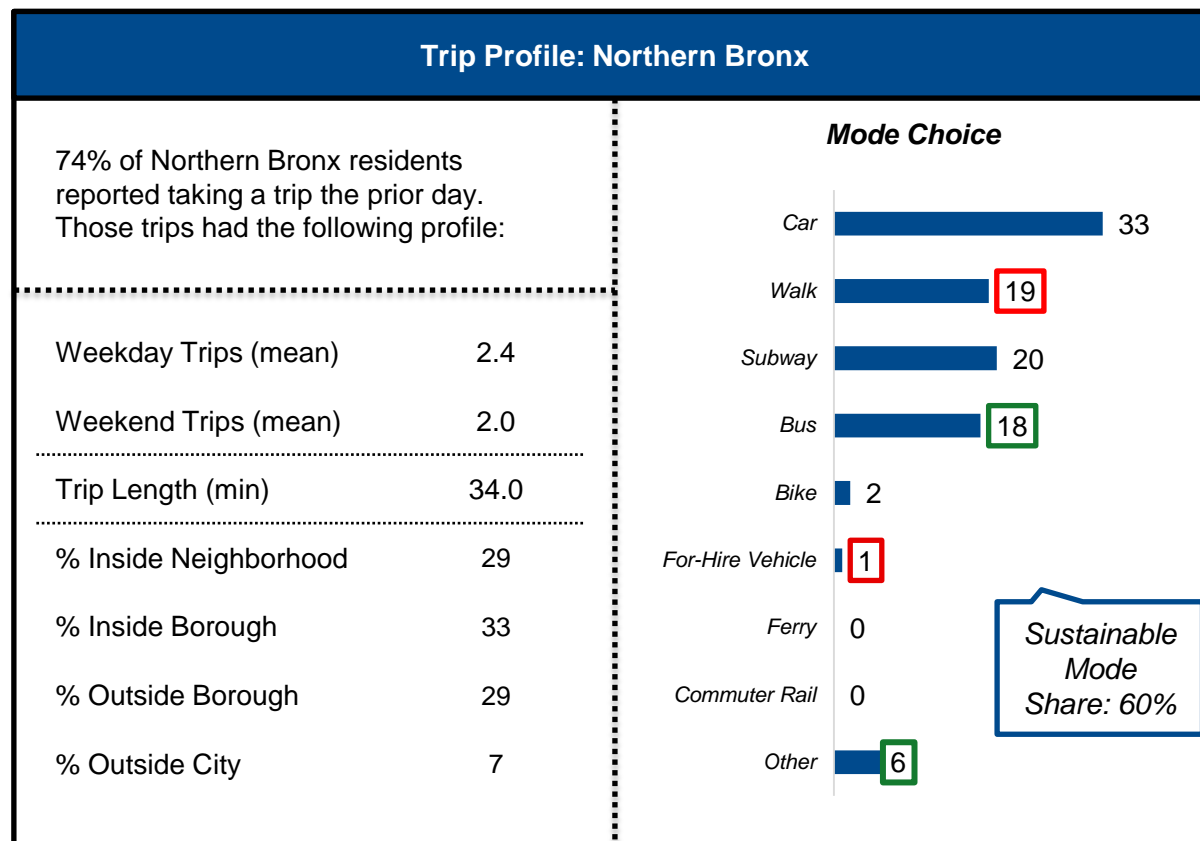 Trip Profile: Northern Bronx
74% of Northern Bronx residents
reported taking a trip the prior day.
Those trips had the following profile:
Weekday Trips (mean) 2.4
Weekend Trips (mean) 2.0
Trip Length (min) 34.0
% Inside Neighborhood 29
% Inside Borough 33
% Outside Borough 29
% Outside City 7
Mode Choice
Car 33
Walk 19
Subway 20
Bus 18
Bike 2
For-Hire Vehicle 1
Ferry 0
Commuter Rail 0
Other 6
Sustainable
Mode
Share: 60%